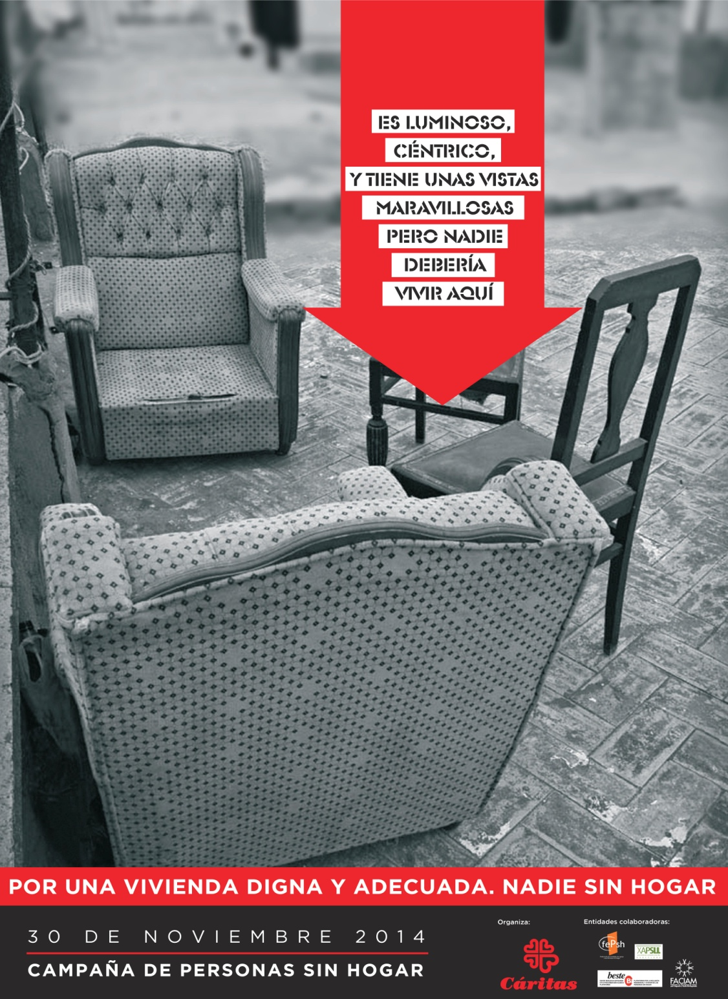 ES LUMINOSO,
CÉNTRICO,
Y TIENE UNAS VISTAS
MARAVILLOSAS
PERO NADIE
DEBERÍA
VIVIR AQUÍ
POR UNA VIVIENDA DIGNA Y ADECUADA. NADIE SIN HOGAR
30 DE NOVIEMBRE 2014
CAMPAÑA DE PERSONAS SIN HOGAR
Organiza:
Cáritas
Entidades colaboradoras:
fePsh
XAPSLL
beste
B
FACIAM